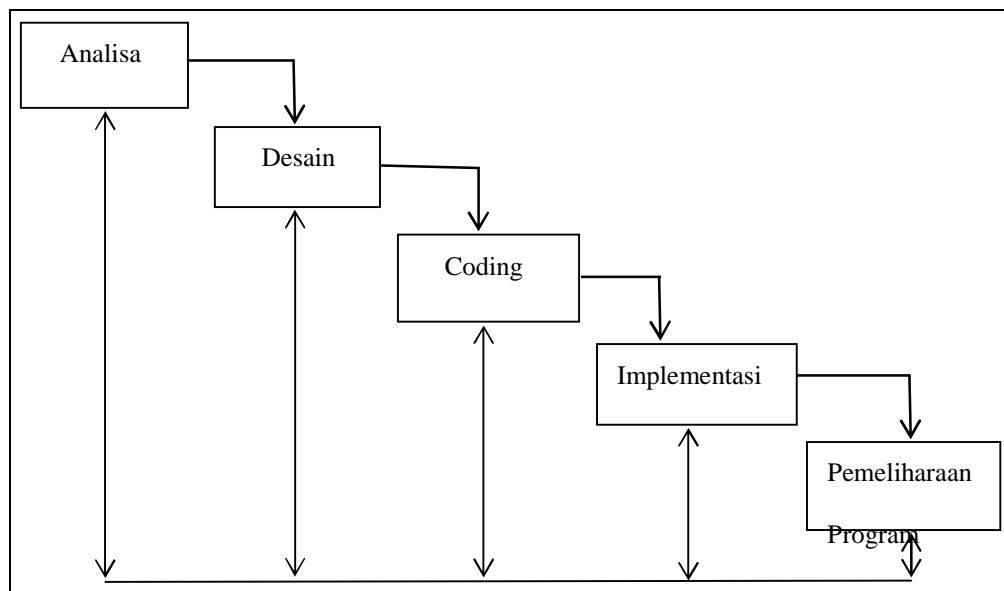 Analisa
Desain
Coding
Implementasi
Pemeliharaan
Program